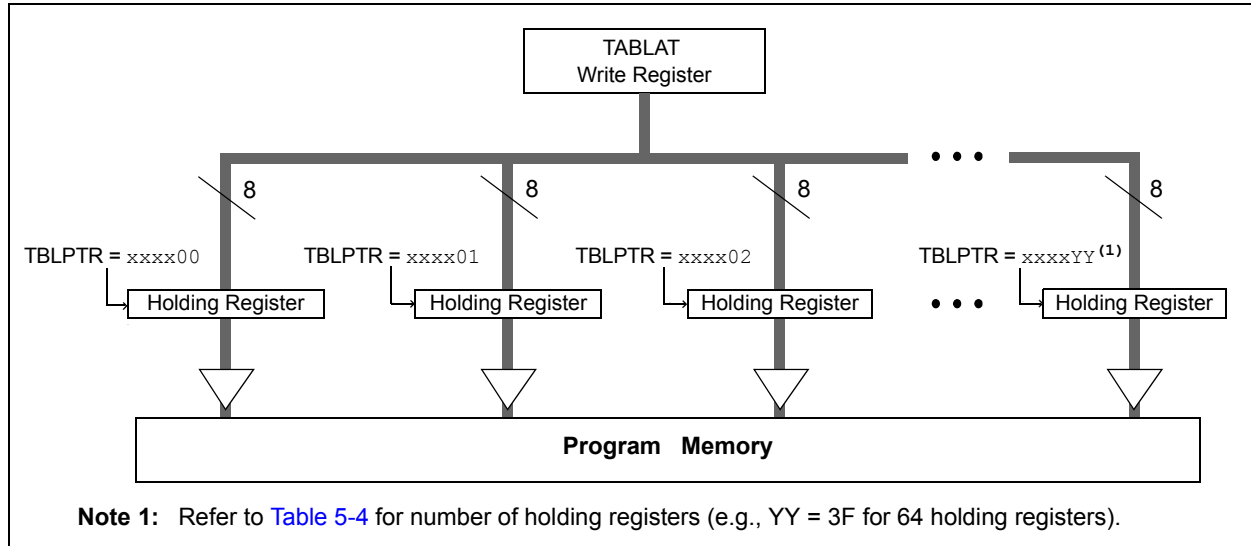 TABLAT
Write Register
8 8 8 8
TBLPTR = xxxx00 TBLPTR = xxxx01 TBLPTR = xxxx02 TBLPTR = xxxxYY(1)
Holding Register Holding Register Holding Register Holding Register
Program Memory
Note 1: Refer to Table 5-4 for number of holding registers (e.g., YY = 3F for 64 holding registers).